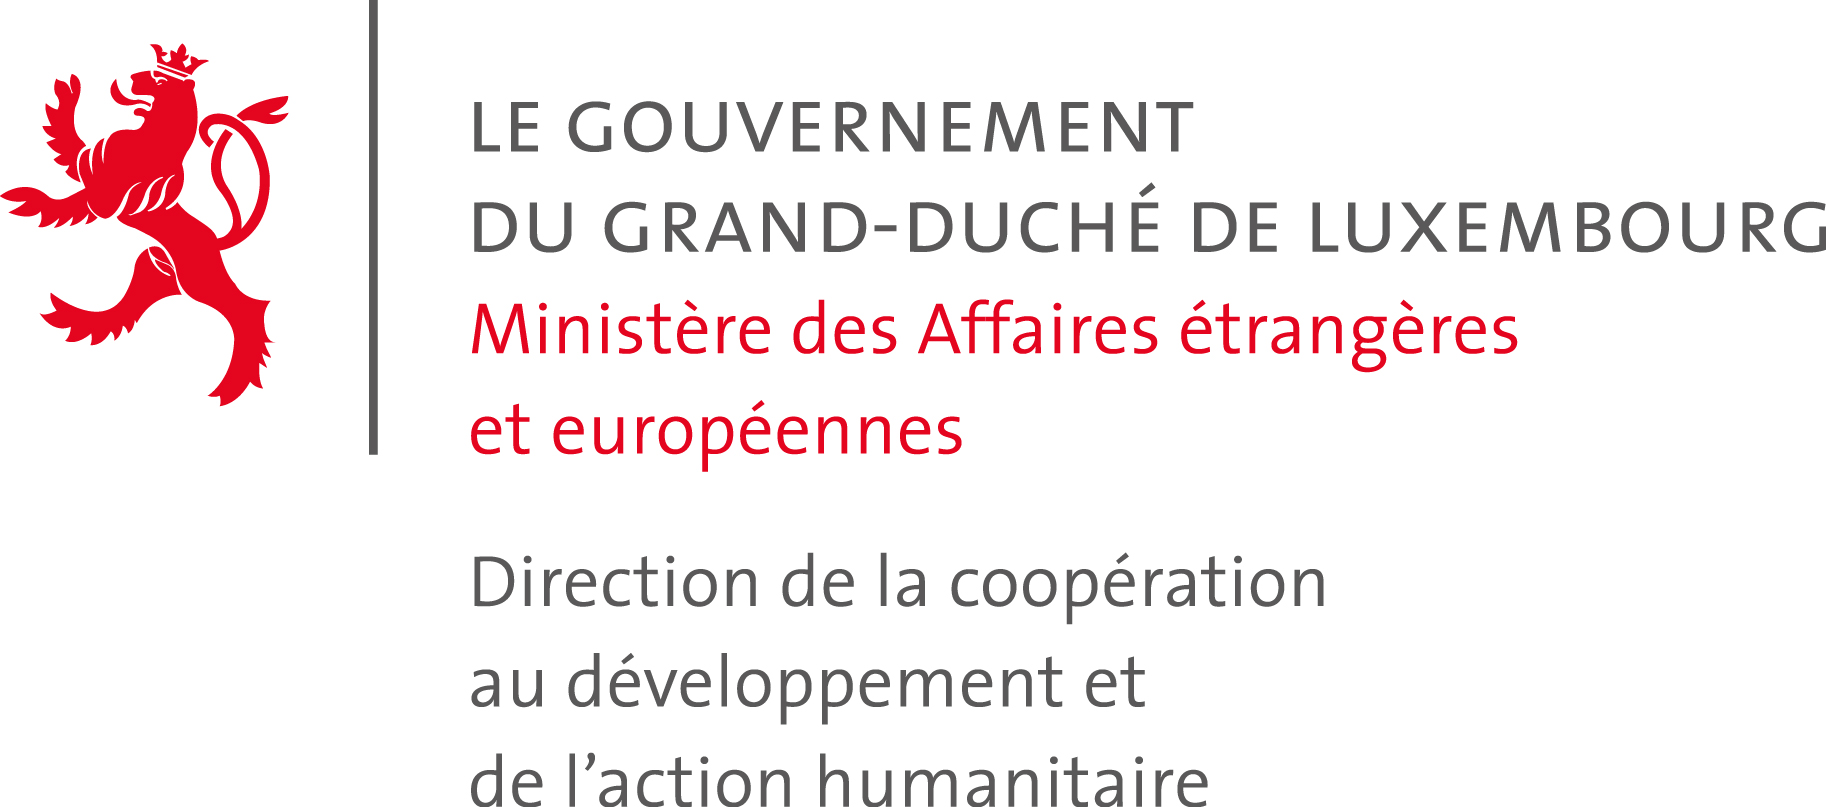 LE GOUVERNEMENT
DU GRAND-DUCHÉ DE LUXEMBOURG
Ministère des Affaires étrangères
et européennes
Direction de la coopération
au développement et
de l’action humanitaire